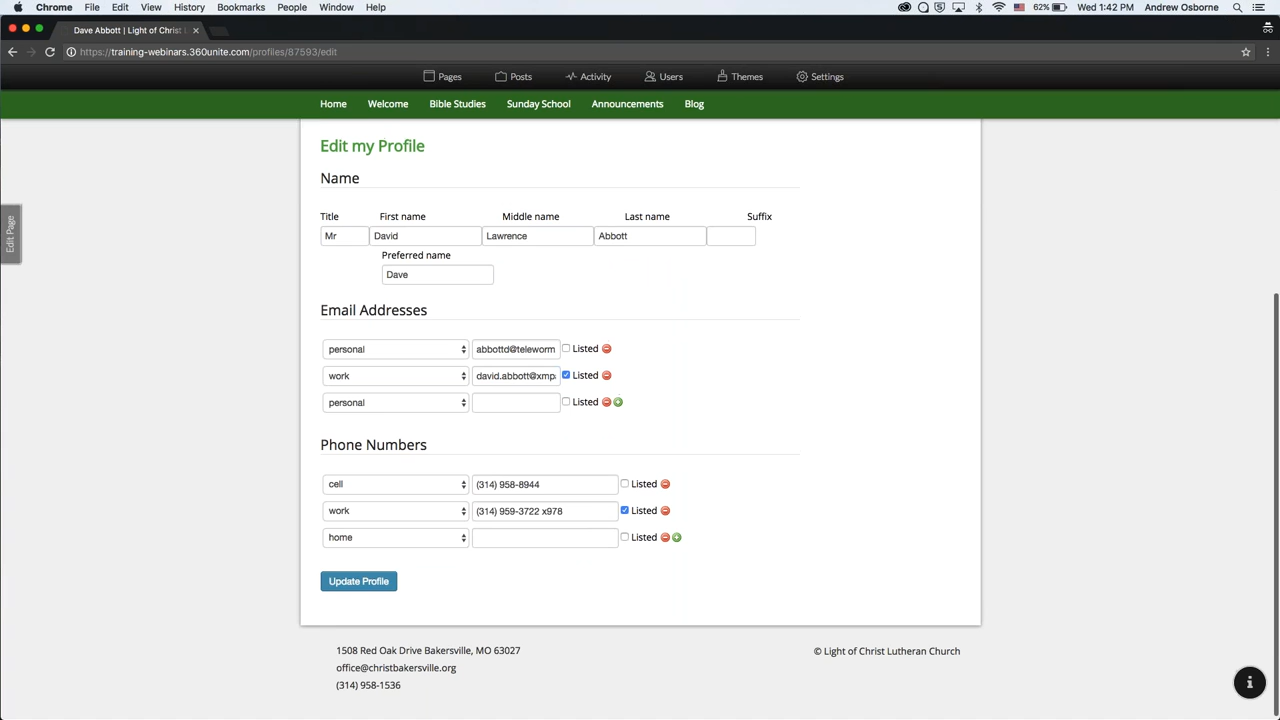 Chrome File Edit View History Bookmarks People Window Help 62% Wed 1:42 PM Andrew Osborne
Dave Abbott | Light of Christ
https://training-webinars.360unite.com/profiles/87593/edit
Pages Posts Activity Users Themes Settings
Home Welcome Bible Studies Sunday School Announcements Blog
Edit Page
Edit my Profile
Name
Title First name Middle name Last name Suffix
Mr David Lawrence Abbott
Preferred name
Dave
Email Addresses
personal abbottd@teleworm Listed
work david.abbott@xmp Listed
personal Listed
Phone Numbers
cell (314) 958-8944 Listed
work (314) 959-3722 x978 Listed
home Listed
Update Profile
1508 Red Oak Drive Bakersville, MO 63027 © Light of Christ Lutheran Church
office@christbakersville.org
(314) 958-1536